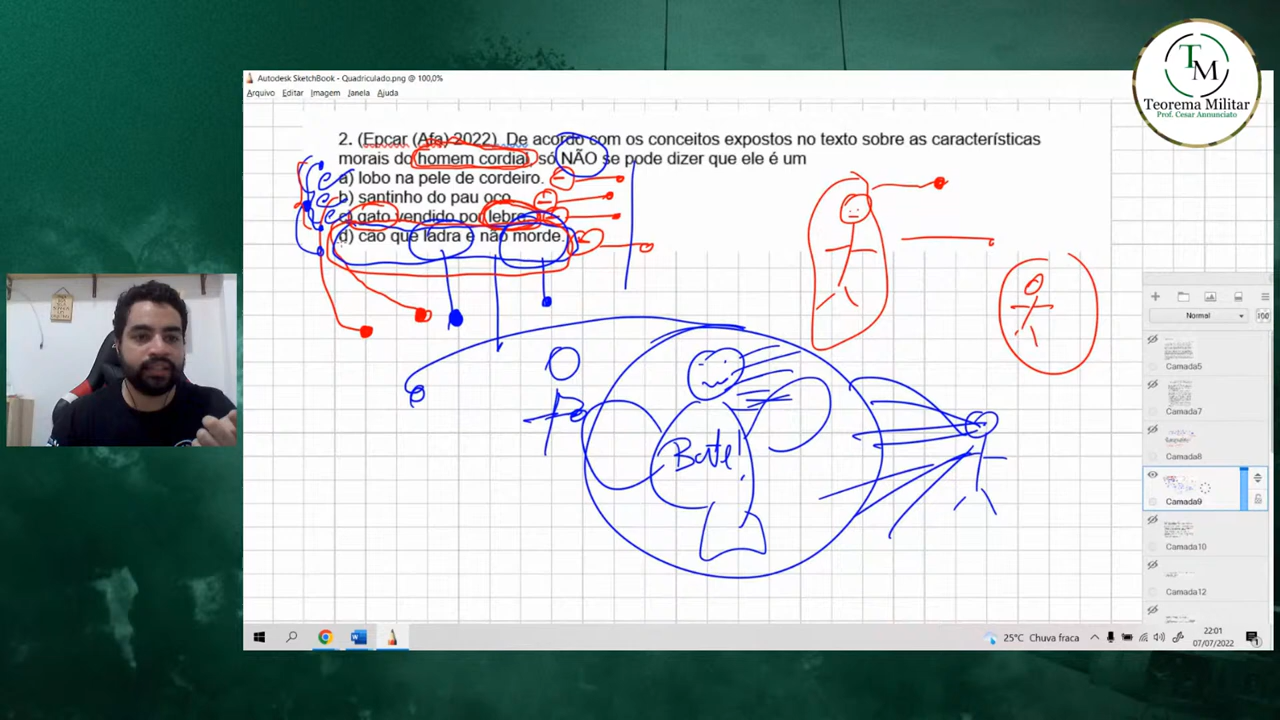 TM
Teorema Militar
Prof. Cesar Annunciato
Autodesk SketchBook - Quadriculado.png @ 100,0%
Arquivo Editar Imagem Janela Ajuda
2. (Epcar (Afa) 2022) De acordo com os conceitos expostos no texto sobre as características
morais do homem cordial, só NÃO se pode dizer que ele é um
a) lobo na pele de cordeiro.
b) santinho do pau oco.
c) gato vendido por lebre.
d) cão que ladra e não morde.
Bate!
Normal
100
Camada5
Camada7
Camada8
Camada9
Camada10
Camada12
25°C Chuva fraca
22:01
07/07/2022